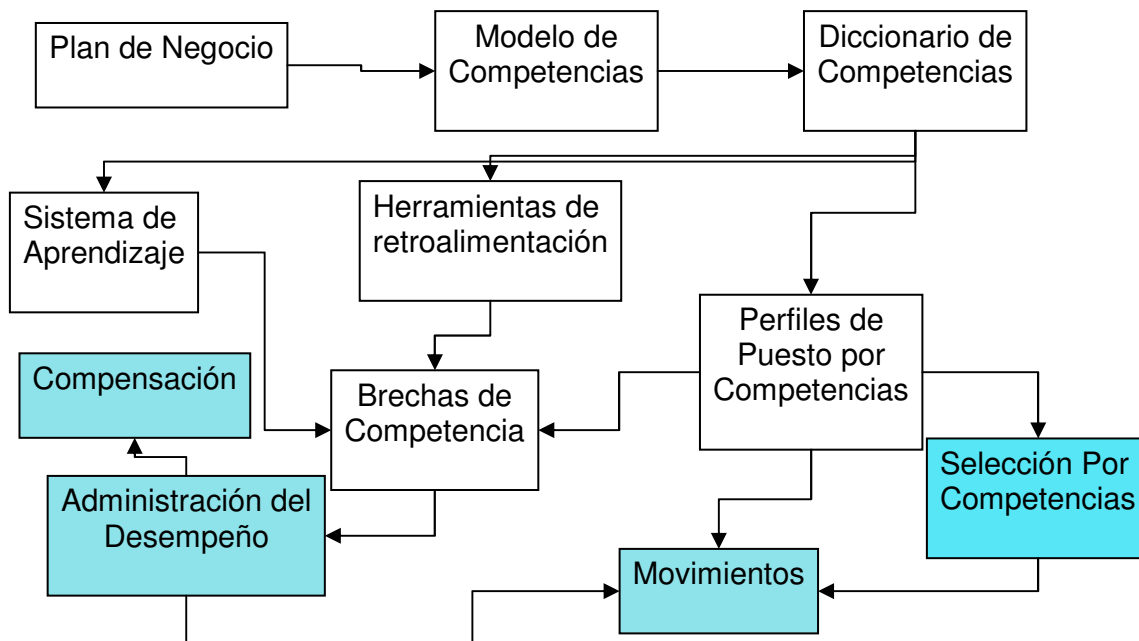 Plan de Negocio
Modelo de
Competencias
Diccionario de
Competencias
Sistema de
Aprendizaje
Herramientas de
retroalimentación
Perfiles de
Puesto por
Competencias
Compensación
Brechas de
Competencia
Selección Por
Competencias
Administración del
Desempeño
Movimientos